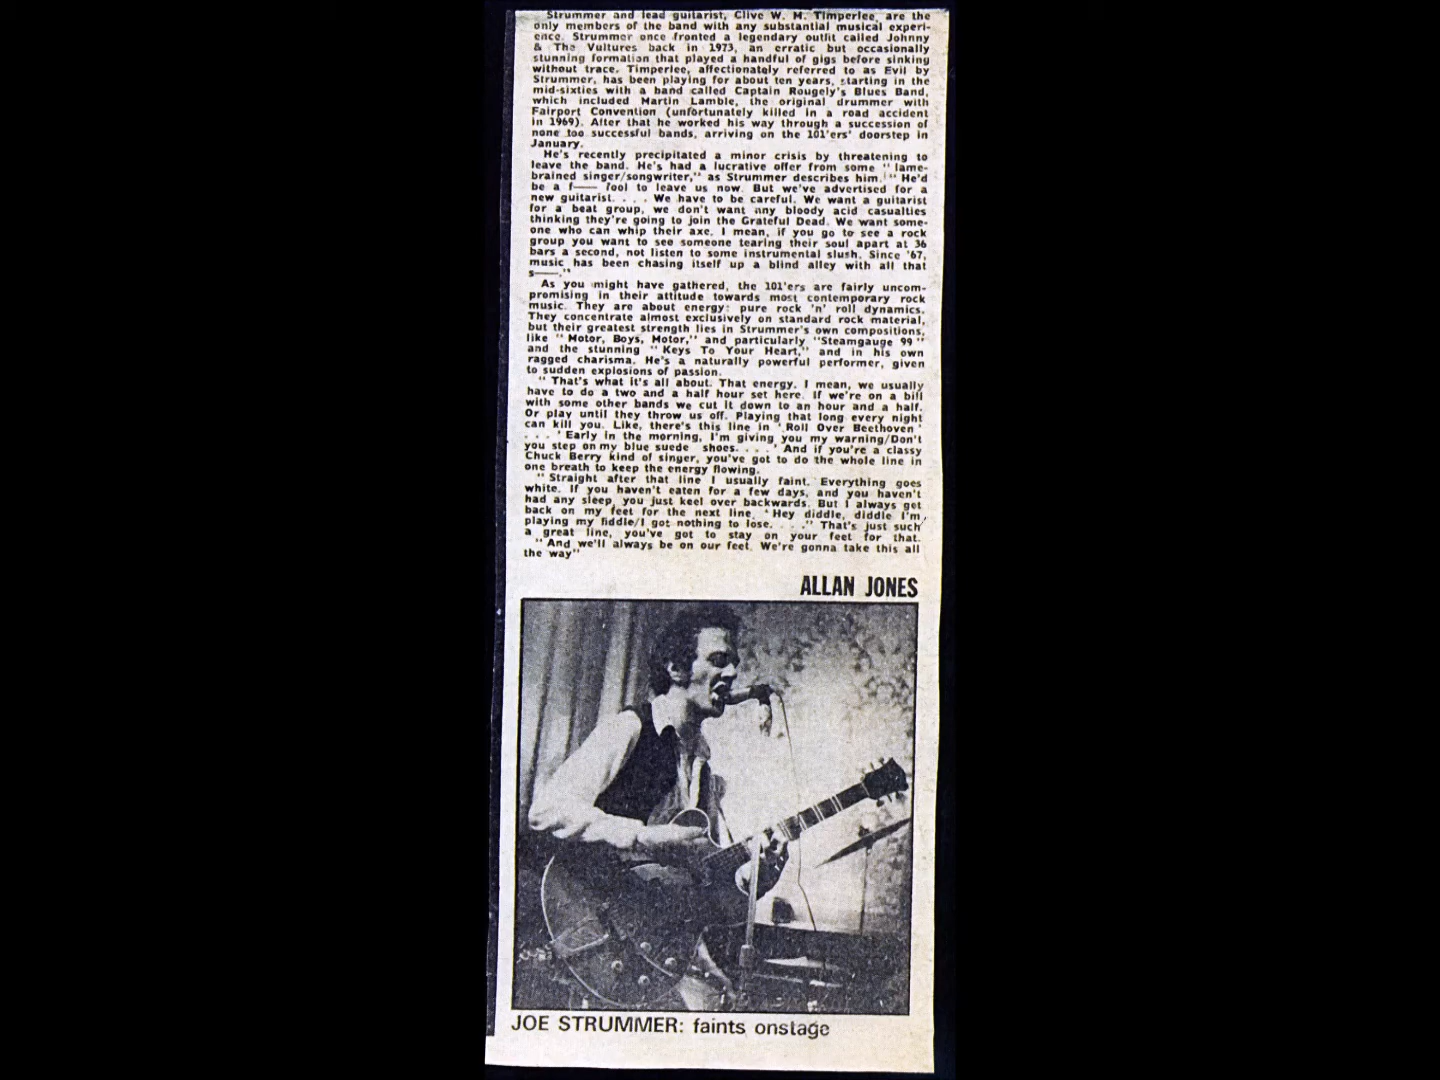 Strummer and lead guitarist, Clive W. M. Timperlee, are the
only members of the band with any substantial musical experi-
ence. Strummer once fronted a legendary outfit called Johnny
& The Vultures back in 1973, an erratic but occasionally
stunning formation that played a handful of gigs before sinking
without trace. Timperlee, affectionately referred to as Evil by
Strummer, has been playing for about ten years, starting in the
mid-sixties with a band called Captain Rougely's Blues Band,
which included Martin Lamble, the original drummer with
Fairport Convention (unfortunately killed in a road accident
in 1969). After that he worked his way through a succession of
none too successful bands, arriving on the 101'ers' doorstep in
January.
He's recently precipitated a minor crisis by threatening to
leave the band. He's had a lucrative offer from some "lame-
brained singer/songwriter," as Strummer describes him. "He'd
be a f—— fool to leave us now. But we've advertised for a
new guitarist. . . . We have to be careful. We want a guitarist
for a beat group, we don't want any bloody acid casualties
thinking they're going to join the Grateful Dead. We want some-
one who can whip their axe. I mean, if you go to see a rock
group you want to see someone tearing their soul apart at 36
bars a second, not listen to some instrumental slush. Since '67,
music has been chasing itself up a blind alley with all that
s——."
As you might have gathered, the 101'ers are fairly uncom-
promising in their attitude towards most contemporary rock
music. They are about energy: pure rock 'n' roll dynamics.
They concentrate almost exclusively on standard rock material,
but their greatest strength lies in Strummer's own compositions,
like "Motor, Boys, Motor," and particularly "Steamgauge 99"
and the stunning "Keys To Your Heart," and in his own
ragged charisma. He's a naturally powerful performer, given
to sudden explosions of passion.
"That's what it's all about. That energy. I mean, we usually
have to do a two and a half hour set here. If we're on a bill
with some other bands we cut it down to an hour and a half.
Or play until they throw us off. Playing that long every night
can kill you. Like, there's this line in 'Roll Over Beethoven'
. . . 'Early in the morning, I'm giving you my warning/Don't
you step on my blue suede shoes. . . .' And if you're a classy
Chuck Berry kind of singer, you've got to do the whole line in
one breath to keep the energy flowing.
"Straight after that line I usually faint. Everything goes
white. If you haven't eaten for a few days, and you haven't
had any sleep, you just keel over backwards. But I always get
back on my feet for the next line, 'Hey diddle, diddle I'm
playing my fiddle/I got nothing to lose. . . ." That's just such
a great line, you've got to stay on your feet for that.
"And we'll always be on our feet. We're gonna take this all
the way"
ALLAN JONES
JOE STRUMMER: faints onstage